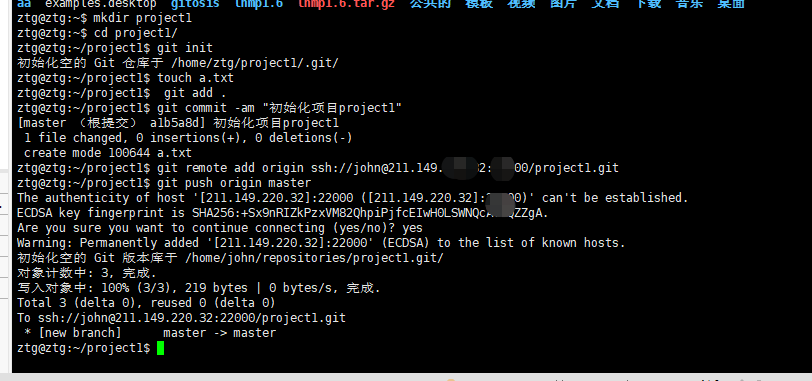 aa examples.desktop gitosis lnmp1.6 lnmp1.6.tar.gz 公共的 模板 视频 图片 文档 下载 音乐 桌面
ztg@ztg:~$ mkdir project1
ztg@ztg:~$ cd project1/
ztg@ztg:~/project1$ git init
初始化空的 Git 仓库于 /home/ztg/project1/.git/
ztg@ztg:~/project1$ touch a.txt
ztg@ztg:~/project1$  git add .
ztg@ztg:~/project1$ git commit -am "初始化项目project1"
[master （根提交） a1b5a8d] 初始化项目project1
 1 file changed, 0 insertions(+), 0 deletions(-)
 create mode 100644 a.txt
ztg@ztg:~/project1$ git remote add origin ssh://john@211.149. 32: 000/project1.git
ztg@ztg:~/project1$ git push origin master
The authenticity of host '[211.149.220.32]:22000 ([211.149.220.32]: )' can't be established.
ECDSA key fingerprint is SHA256:+Sx9nRIZkPzxVM82QhpiPjfcEIwH0LSWNQc QZZgA.
Are you sure you want to continue connecting (yes/no)? yes
Warning: Permanently added '[211.149.220.32]:22000' (ECDSA) to the list of known hosts.
初始化空的 Git 版本库于 /home/john/repositories/project1.git/
对象计数中: 3, 完成.
写入对象中: 100% (3/3), 219 bytes | 0 bytes/s, 完成.
Total 3 (delta 0), reused 0 (delta 0)
To ssh://john@211.149.220.32:22000/project1.git
 * [new branch]      master -> master
ztg@ztg:~/project1$